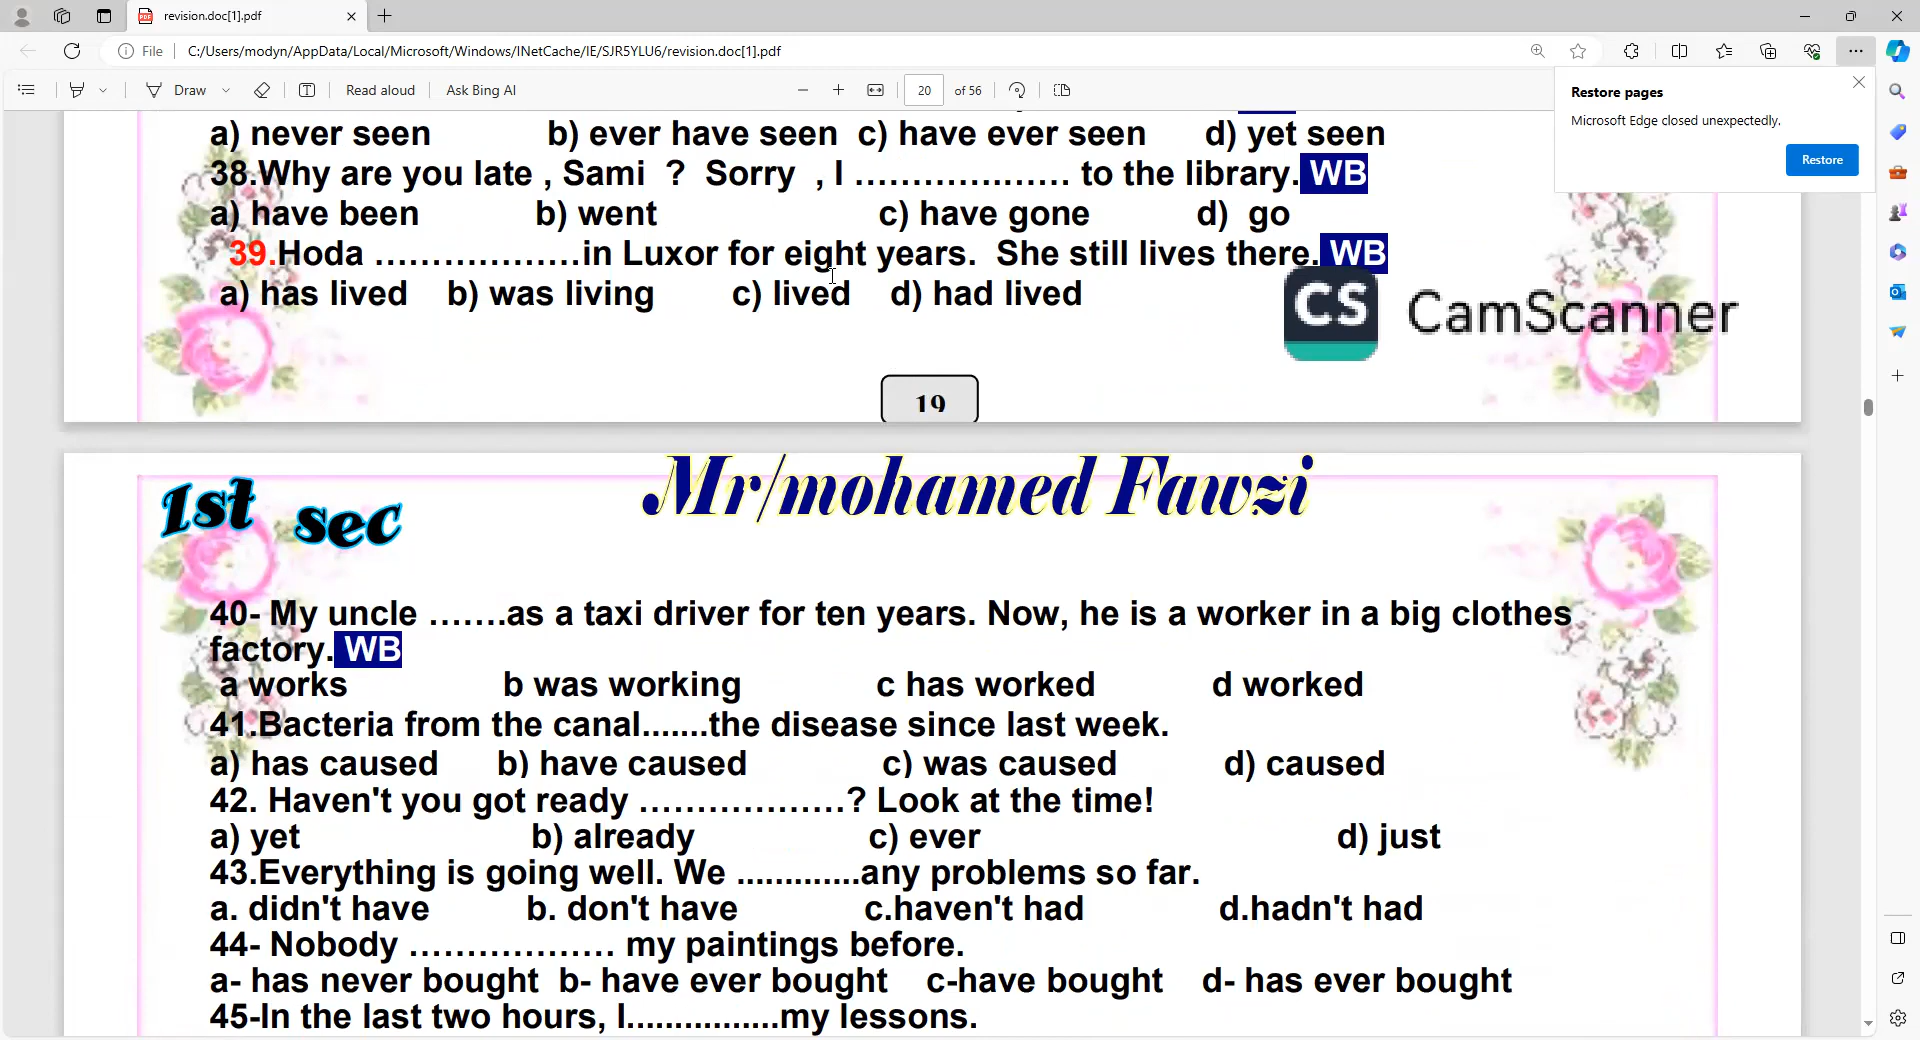 revision.doc[1].pdf
File
C:/Users/modyn/AppData/Local/Microsoft/Windows/INetCache/IE/SJR5YLU6/revision.doc[1].pdf
Draw
Read aloud
Ask Bing AI
20
of 56
Restore pages
Microsoft Edge closed unexpectedly.
Restore
a) never seen b) ever have seen c) have ever seen d) yet seen
38.Why are you late , Sami ? Sorry , I ………….……. to the library. WB
a) have been b) went c) have gone d) go
39.Hoda ………………in Luxor for eight years. She still lives there. WB
a) has lived b) was living c) lived d) had lived
CS CamScanner
19
Mr/mohamed Fawzi
1st sec
40- My uncle …….as a taxi driver for ten years. Now, he is a worker in a big clothes
factory. WB
a works b was working c has worked d worked
41.Bacteria from the canal.......the disease since last week.
a) has caused b) have caused c) was caused d) caused
42. Haven't you got ready ………………..? Look at the time!
a) yet b) already c) ever d) just
43.Everything is going well. We .............any problems so far.
a. didn't have b. don't have c.haven't had d.hadn't had
44- Nobody ……………….. my paintings before.
a- has never bought b- have ever bought c-have bought d- has ever bought
45-In the last two hours, I................my lessons.